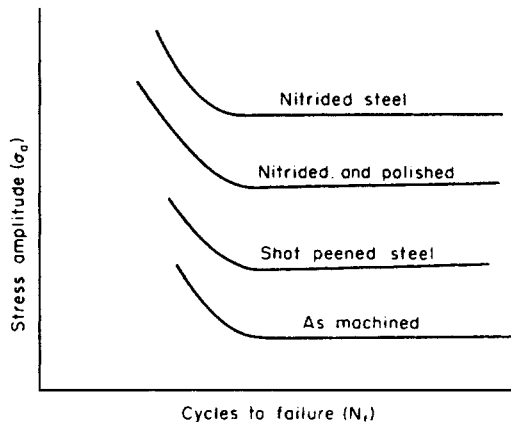 Nitrided steel
Nitrided and polished
Shot peened steel
As machined
Stress amplitude (σa)
Cycles to failure (Nf)